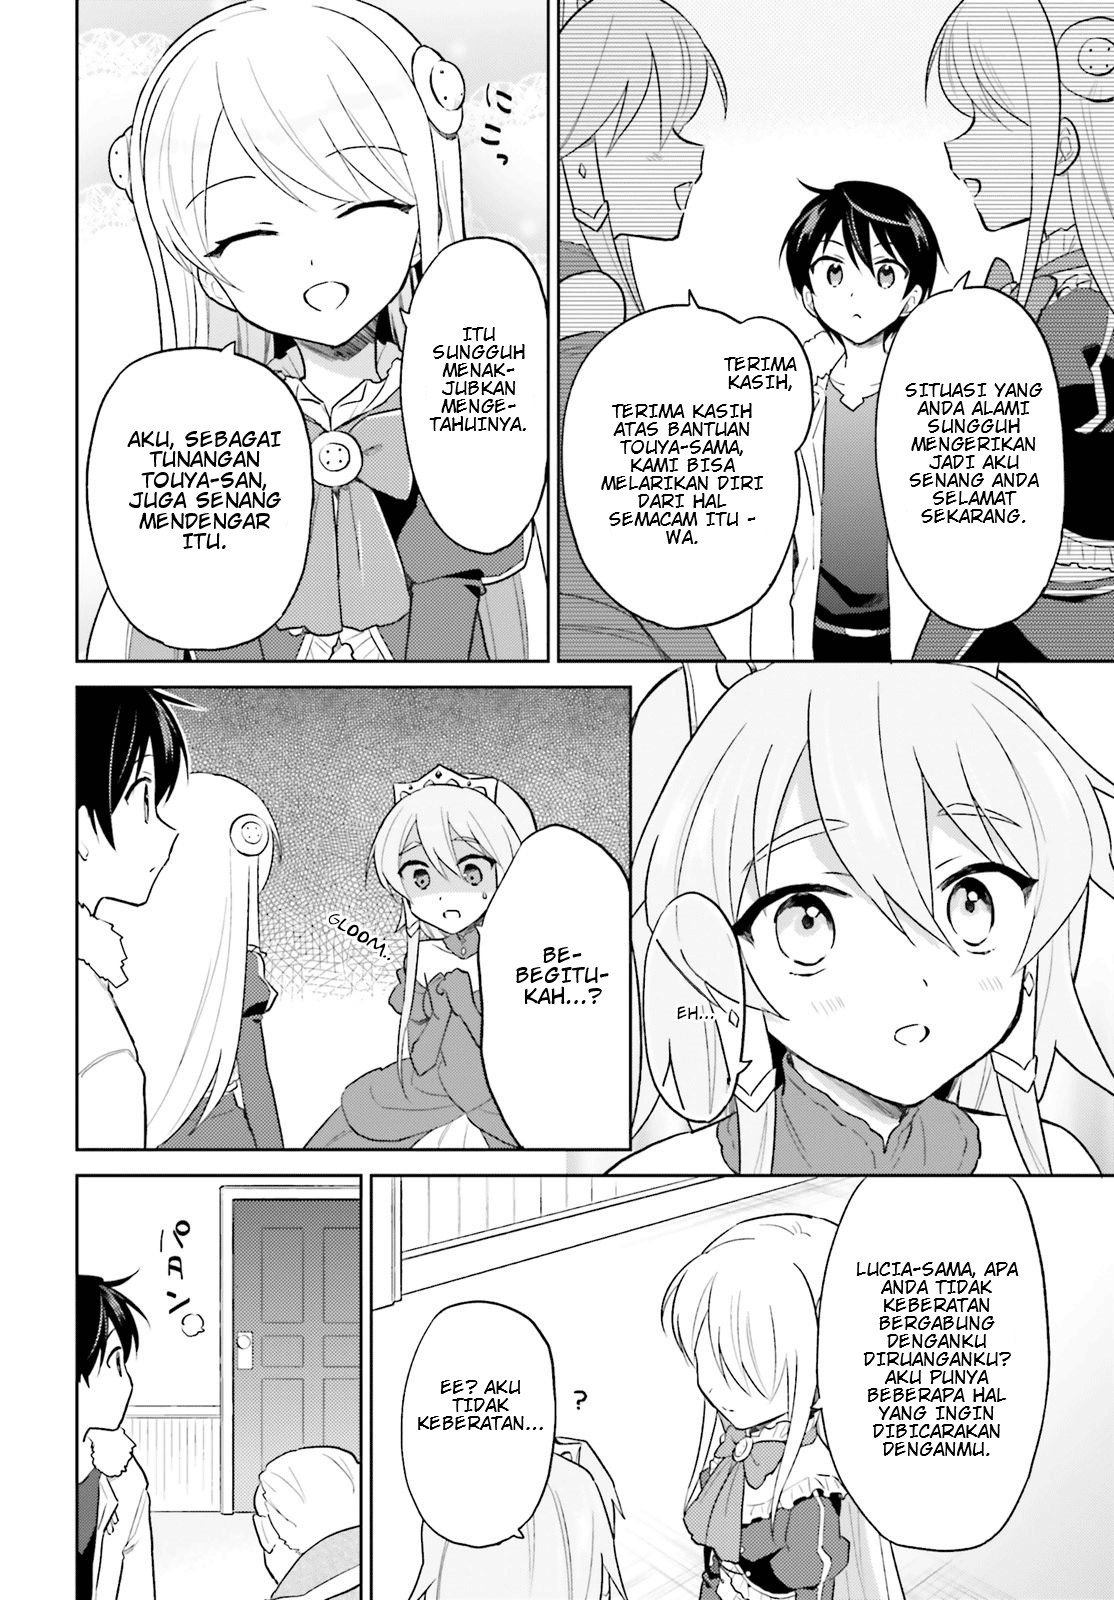 SITUASI YANG
ANDA ALAMI
SUNGGUH
MENGERIKAN
JADI AKU
SENANG ANDA
SELAMAT
SEKARANG.
TERIMA
KASIH,
TERIMA KASIH
ATAS BANTUAN
TOUYA-SAMA,
KAMI BISA
MELARIKAN DIRI
DARI HAL
SEMACAM ITU -
WA.
ITU
SUNGGUH
MENAK-
JUBKAN
MENGE-
TAHUINYA.
にこっ
AKU, SEBAGAI
TUNANGAN
TOUYA-SAN,
JUGA SENANG
MENDENGAR
ITU.
EH...
BE-
BEGITU-
KAH...?
GLOOM..
LUCIA-SAMA, APA
ANDA TIDAK
KEBERATAN
BERGABUNG
DENGANKU
DIRUANGANKU?
AKU PUNYA
BEBERAPA HAL
YANG INGIN
DIBICARAKAN
DENGANMU.
?
EE? AKU
TIDAK
KEBERATAN...